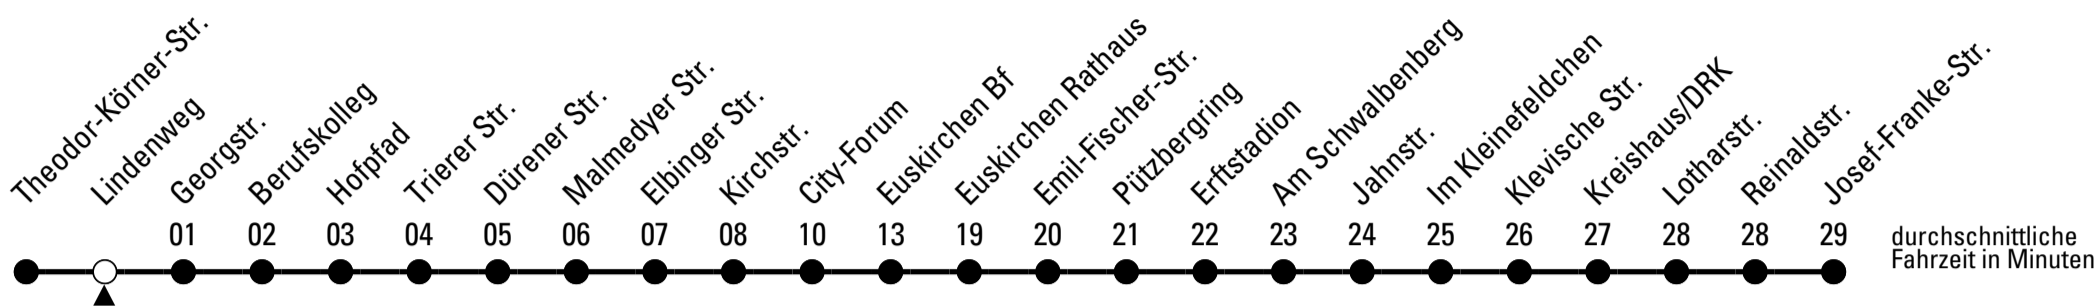 Theodor-Körner-Str.
Lindenweg
Georgstr.
Berufskolleg
Hofpfad
Trierer Str.
Dürener Str.
Malmedyer Str.
Elbinger Str.
Kirchstr.
City-Forum
Euskirchen Bf
Euskirchen Rathaus
Emil-Fischer-Str.
Pützbergring
Erftstadion
Am Schwalbenberg
Jahnstr.
Im Kleinefeldchen
Klevische Str.
Kreishaus/DRK
Lotharstr.
Reinaldstr.
Josef-Franke-Str.
01 02 03 04 05 06 07 08 10 13 19 20 21 22 23 24 25 26 27 28 28 29
durchschnittliche
Fahrzeit in Minuten